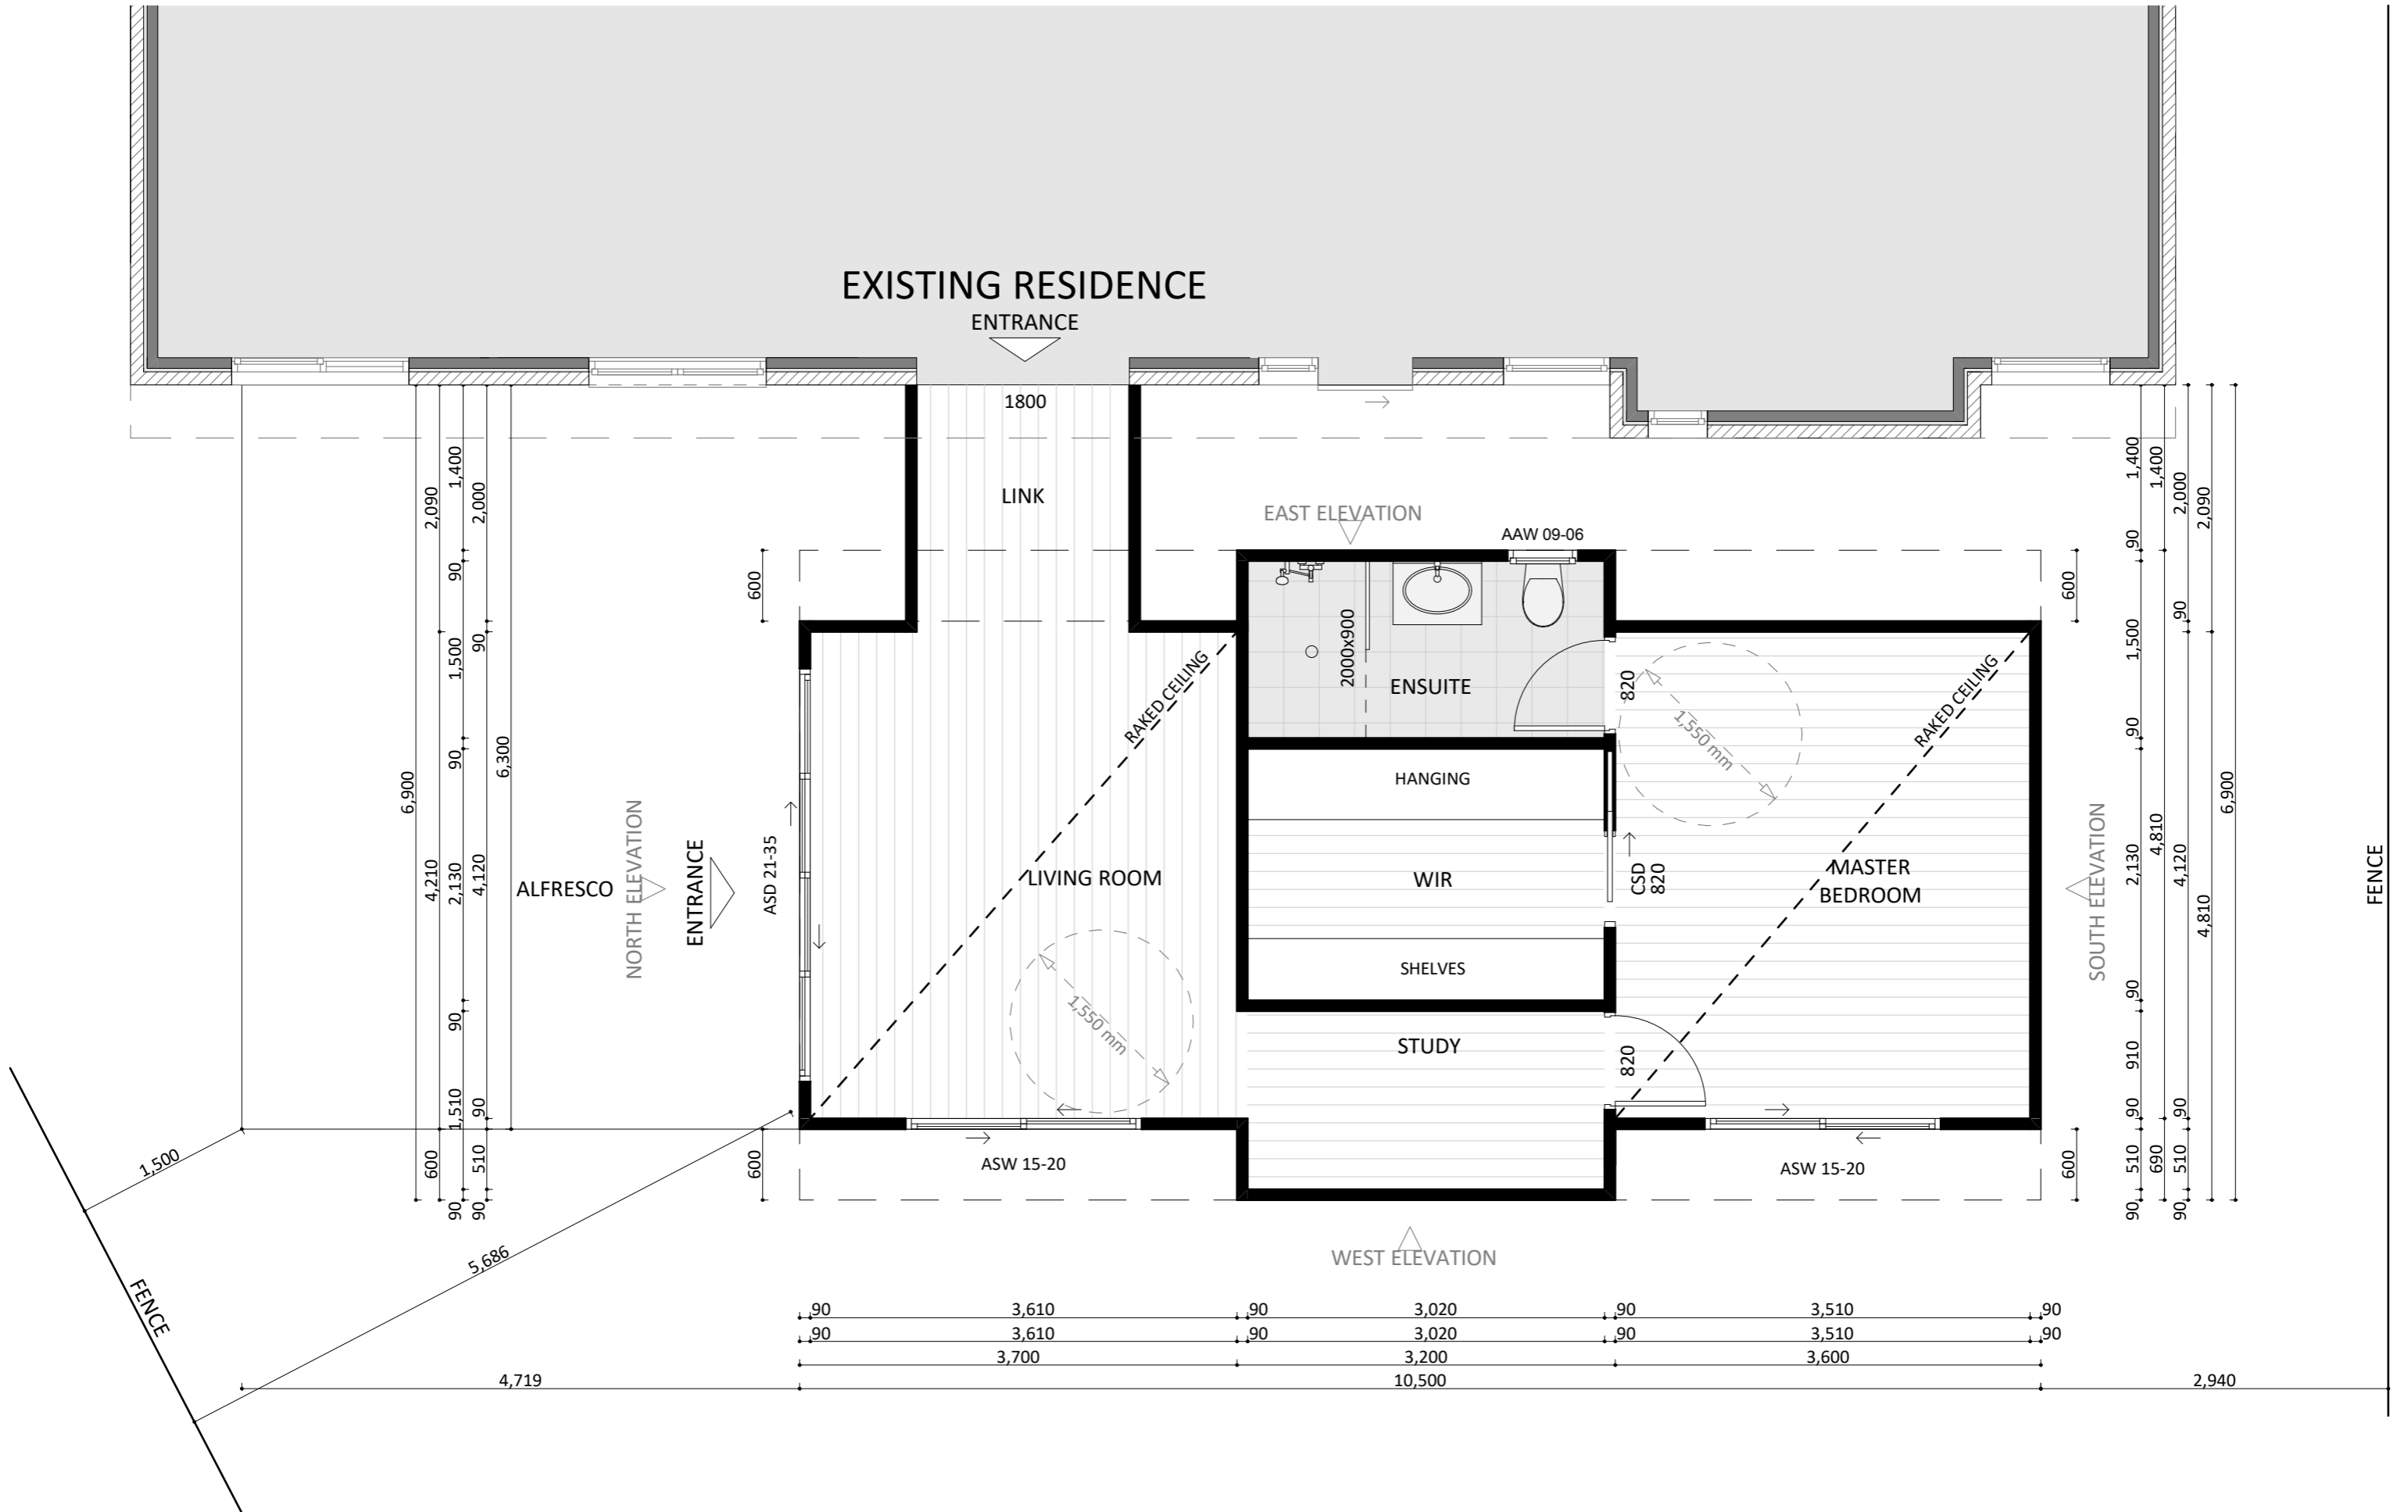 EXISTING RESIDENCE
ENTRANCE
1800
LINK
EAST ELEVATION
AAW 09-06
600
600
2000x900
ENSUITE
820
RAKED CEILING
RAKED CEILING
1,550 mm
HANGING
WIR
SHELVES
CSD
820
MASTER
BEDROOM
LIVING ROOM
ASD 21-35
ENTRANCE
NORTH ELEVATION
ALFRESCO
SOUTH ELEVATION
FENCE
1,550 mm
STUDY
820
ASW 15-20
ASW 15-20
600
600
WEST ELEVATION
6,900
2,090
4,210
600
1,400
90
1,500
90
2,130
90
1,510
90
2,000
90
4,120
90
510
90
6,300
1,400
90
1,500
90
2,130
90
910
90
510
90
1,400
4,810
690
2,000
90
4,120
90
510
90
2,090
4,810
6,900
1,500
5,686
FENCE
90 3,610 90 3,020 90 3,510 90
90 3,610 90 3,020 90 3,510 90
3,700 3,200 3,600
4,719 10,500 2,940